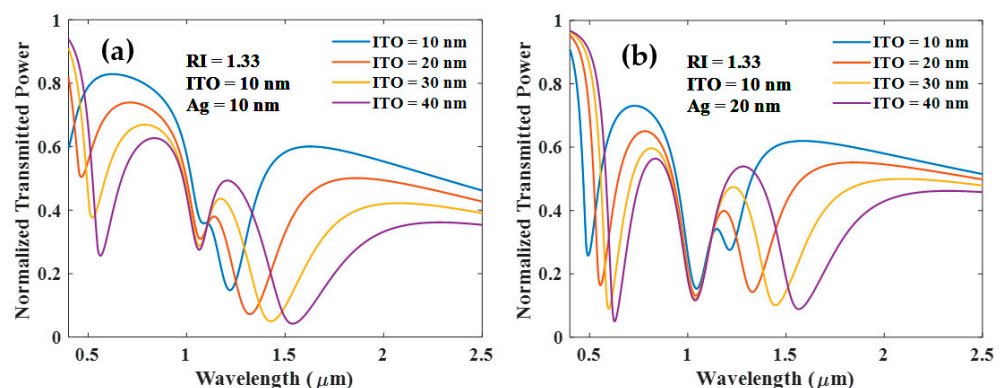 (a)
RI = 1.33
ITO = 10 nm
Ag = 10 nm
ITO = 10 nm
ITO = 20 nm
ITO = 30 nm
ITO = 40 nm
Normalized Transmitted Power
1
0.8
0.6
0.4
0.2
0
0.5
1
1.5
2
2.5
Wavelength (μm)
(b)
RI = 1.33
ITO = 10 nm
Ag = 20 nm
ITO = 10 nm
ITO = 20 nm
ITO = 30 nm
ITO = 40 nm
Normalized Transmitted Power
1
0.8
0.6
0.4
0.2
0
0.5
1
1.5
2
2.5
Wavelength (μm)